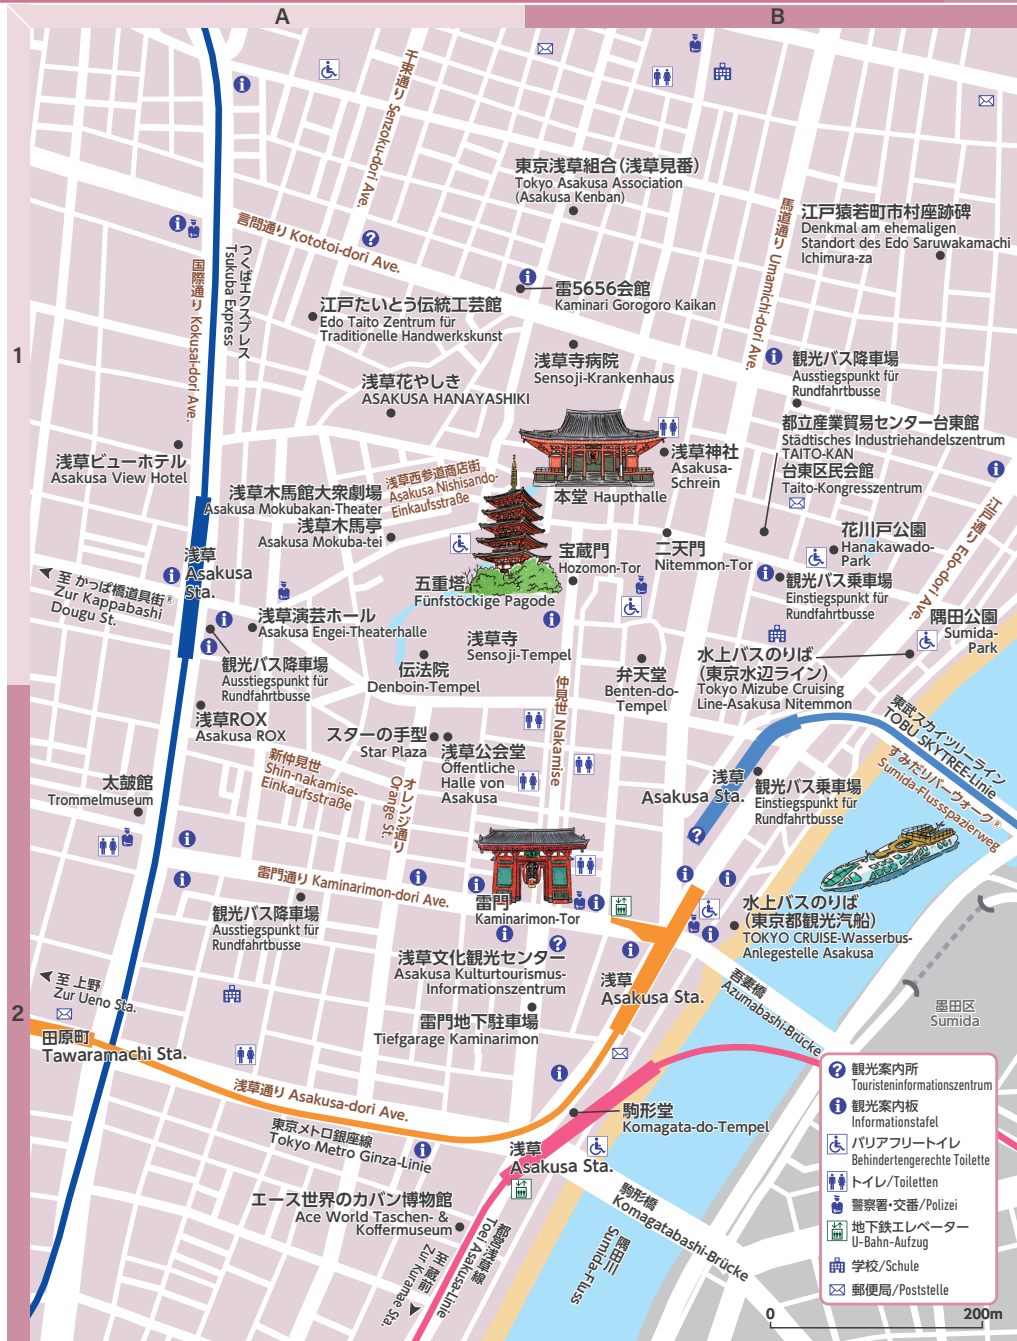 A
B
1
2
千束通り Senzoku-dori Ave.
東京浅草組合(浅草見番)
Tokyo Asakusa Association
(Asakusa Kenban)
馬道通り Umamichi-dori Ave.
江戸猿若町市村座跡碑
Denkmal am ehemaligen
Standort des Edo Saruwakamachi
Ichimura-za
言問通り Kototoi-dori Ave.
つくばエクスプレス
Tsukuba Express
国際通り Kokusai-dori Ave.
雷5656会館
Kaminari Gorogoro Kaikan
江戸たいとう伝統工芸館
Edo Taito Zentrum für
Traditionelle Handwerkskunst
浅草寺病院
Sensoji-Krankenhaus
観光バス降車場
Ausstiegspunkt für
Rundfahrtbusse
浅草花やしき
ASAKUSA HANAYASHIKI
都立産業貿易センター台東館
Städtisches Industriehandelszentrum
TAITO-KAN
台東区民会館
Taito-Kongresszentrum
浅草神社
Asakusa-
Schrein
浅草ビューホテル
Asakusa View Hotel
浅草西参道商店街
Asakusa Nishisando-
Einkaufsstraße
本堂 Haupthalle
浅草木馬館大衆劇場
Asakusa Mokubakan-Theater
浅草木馬亭
Asakusa Mokuba-tei
江戸通り Edo-dori Ave.
花川戸公園
Hanakawado-
Park
宝蔵門
Hozomon-Tor
二天門
Nitemmon-Tor
浅草
Asakusa
Sta.
至 かっぱ橋道具街®
Zur Kappabashi
Dougu St.
五重塔
Fünfstöckige Pagode
観光バス乗車場
Einstiegspunkt für
Rundfahrtbusse
浅草演芸ホール
Asakusa Engei-Theaterhalle
浅草寺
Sensoji-Tempel
隅田公園
Sumida-
Park
観光バス降車場
Ausstiegspunkt für
Rundfahrtbusse
伝法院
Denboin-Tempel
弁天堂
Benten-do-
Tempel
水上バスのりば
(東京水辺ライン)
Tokyo Mizube Cruising
Line-Asakusa Nitemmon
仲見世 Nakamise
浅草ROX
Asakusa ROX
スターの手型
Star Plaza
浅草公会堂
Öffentliche
Halle von
Asakusa
東武スカイツリーライン
TOBU SKYTREE-Linie
すみだリバーウォーク®
Sumida-Flussspazierweg
新仲見世
Shin-nakamise-
Einkaufsstraße
オレンジ通り
Orange St.
浅草
Asakusa Sta.
観光バス乗車場
Einstiegspunkt für
Rundfahrtbusse
太鼓館
Trommelmuseum
雷門通り Kaminarimon-dori Ave.
雷門
Kaminarimon-Tor
観光バス降車場
Ausstiegspunkt für
Rundfahrtbusse
水上バスのりば
(東京都観光汽船)
TOKYO CRUISE-Wasserbus-
Anlegestelle Asakusa
浅草文化観光センター
Asakusa Kulturtourismus-
Informationszentrum
浅草
Asakusa Sta.
至 上野
Zur Ueno Sta.
吾妻橋
Azumabashi-Brücke
墨田区
Sumida
雷門地下駐車場
Tiefgarage Kaminarimon
田原町
Tawaramachi Sta.
浅草通り Asakusa-dori Ave.
東京メトロ銀座線
Tokyo Metro Ginza-Linie
駒形堂
Komagata-do-Tempel
浅草
Asakusa Sta.
エース世界のカバン博物館
Ace World Taschen- &
Koffermuseum
駒形橋
Komagatabashi-Brücke
都営浅草線
Toei Asakusa-Linie
至 蔵前
Zur Kuramae Sta.
隅田川
Sumida-Fluss
観光案内所
Touristeninformationszentrum
観光案内板
Informationstafel
バリアフリートイレ
Behindertengerechte Toilette
トイレ/Toiletten
警察署・交番/Polizei
地下鉄エレベーター
U-Bahn-Aufzug
学校/Schule
郵便局/Poststelle
0 200m